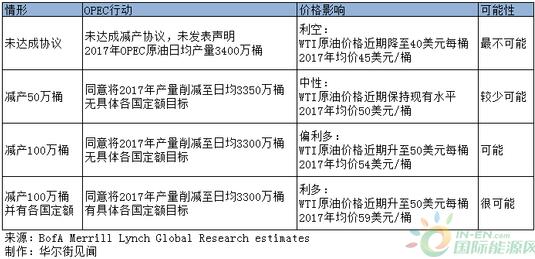 情形 OPEC行动 价格影响 可能性
未达成协议 未达成减产协议，未发表声明 利空： 最不可能
2017年OPEC原油日均产量3400万桶 WTI原油价格近期降至40美元每桶
2017年均价45美元/桶
减产50万桶 同意将2017年产量削减至日均3350万桶 中性： 较少可能
无具体各国定额目标 WTI原油价格近期保持现有水平
2017年均价50美元/桶
减产100万桶 同意将2017年产量削减至日均3300万桶 偏利多： 可能
无具体各国定额目标 WTI原油价格近期升至50美元每桶
2017年均价54美元/桶
减产100万桶 同意将2017年产量削减至日均3300万桶 利多： 很可能
并有各国定额 有具体各国定额目标 WTI原油价格近期升至50美元每桶
2017年均价59美元/桶
来源：BofA Merrill Lynch Global Research estimates
制作：华尔街见闻
IN-EN.com
国际能源网